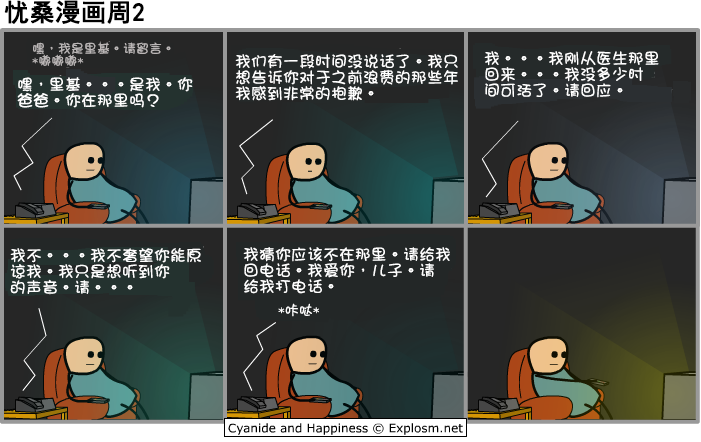 忧桑漫画周2
嘿，我是里基。请留言。
*嘟嘟嘟*
嘿，里基。。。是我。你
爸爸。你在那里吗？
我们有一段时间没说话了。我只
想告诉你对于之前浪费的那些年
我感到非常的抱歉。
我。。。我刚从医生那里
回来。。。我没多少时
间可活了。请回应。
我不。。。我不奢望你能原
谅我。我只是想听到你
的声音。请。。。
我猜你应该不在那里。请给我
回电话。我爱你，儿子。请
给我打电话。
*咔哒*
Cyanide and Happiness © Explosm.net